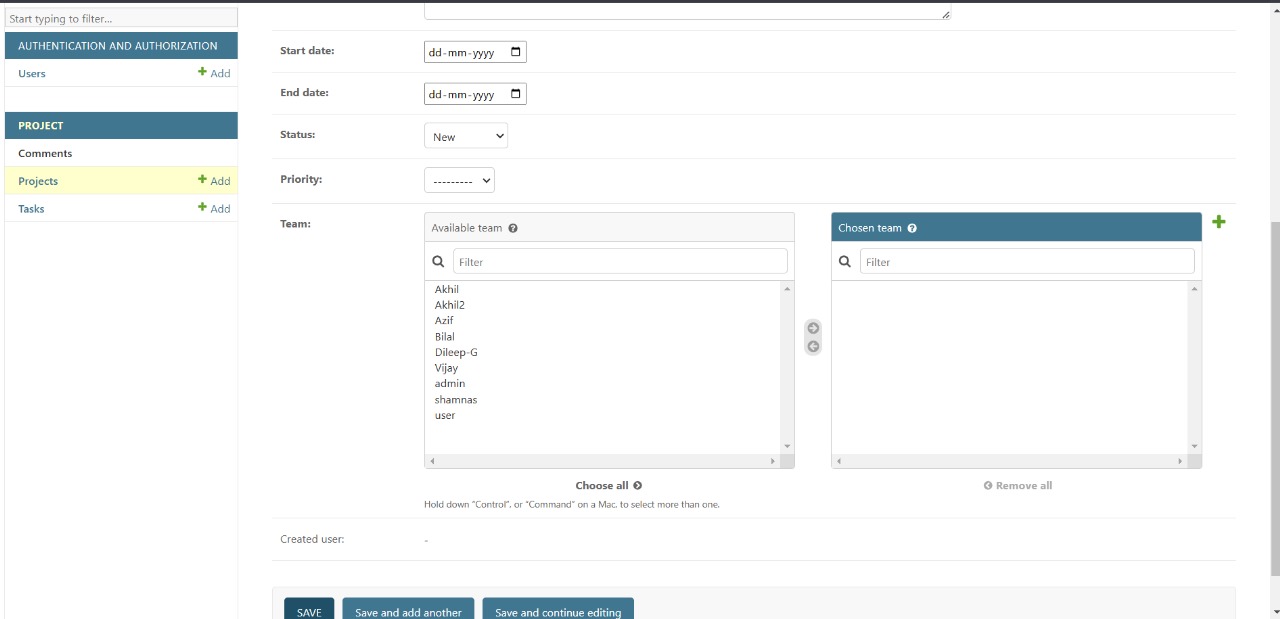 Start typing to filter...
AUTHENTICATION AND AUTHORIZATION
Users
Add
PROJECT
Comments
Projects
Add
Tasks
Add
Start date:
dd-mm-yyyy
End date:
dd-mm-yyyy
Status:
New
Priority:
---------
Team:
Available team
Filter
Akhil
Akhil2
Azif
Bilal
Dileep-G
Vijay
admin
shamnas
user
Choose all
Hold down "Control", or "Command" on a Mac, to select more than one.
Chosen team
Filter
Remove all
Created user:
-
SAVE
Save and add another
Save and continue editing